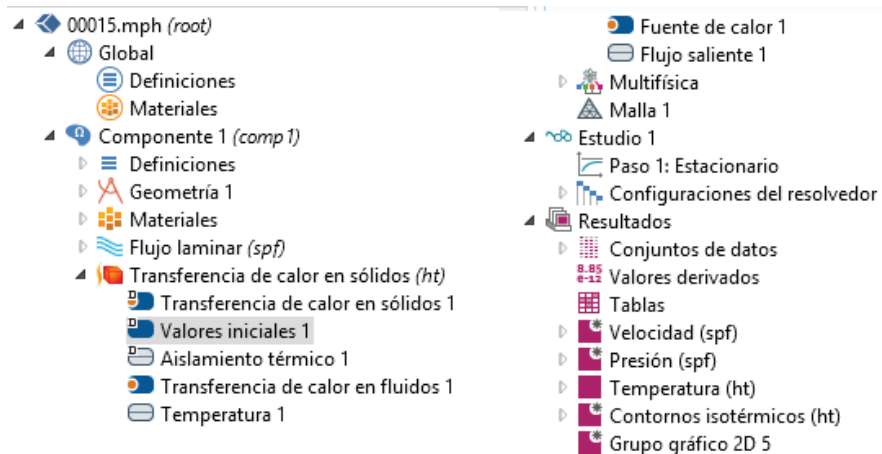 00015.mph (root)
Global
Definiciones
Materiales
Componente 1 (comp1)
Definiciones
Geometría 1
Materiales
Flujo laminar (spf)
Transferencia de calor en sólidos (ht)
Transferencia de calor en sólidos 1
Valores iniciales 1
Aislamiento térmico 1
Transferencia de calor en fluidos 1
Temperatura 1
Fuente de calor 1
Flujo saliente 1
Multifísica
Malla 1
Estudio 1
Paso 1: Estacionario
Configuraciones del resolvedor
Resultados
Conjuntos de datos
8.85
e-12 Valores derivados
Tablas
Velocidad (spf)
Presión (spf)
Temperatura (ht)
Contornos isotérmicos (ht)
Grupo gráfico 2D 5